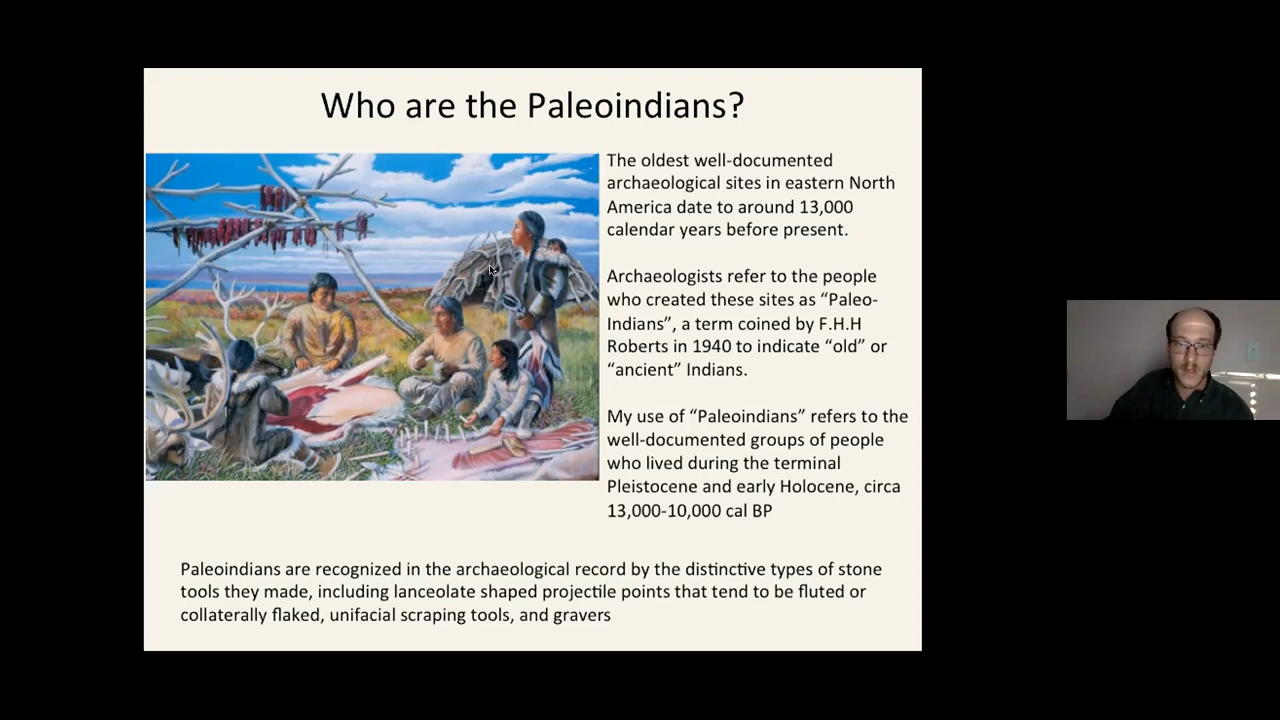 Who are the Paleoindians?
The oldest well-documented
archaeological sites in eastern North
America date to around 13,000
calendar years before present.
Archaeologists refer to the people
who created these sites as “Paleo-
Indians”, a term coined by F.H.H
Roberts in 1940 to indicate “old” or
“ancient” Indians.
My use of “Paleoindians” refers to the
well-documented groups of people
who lived during the terminal
Pleistocene and early Holocene, circa
13,000-10,000 cal BP
Paleoindians are recognized in the archaeological record by the distinctive types of stone
tools they made, including lanceolate shaped projectile points that tend to be fluted or
collaterally flaked, unifacial scraping tools, and gravers